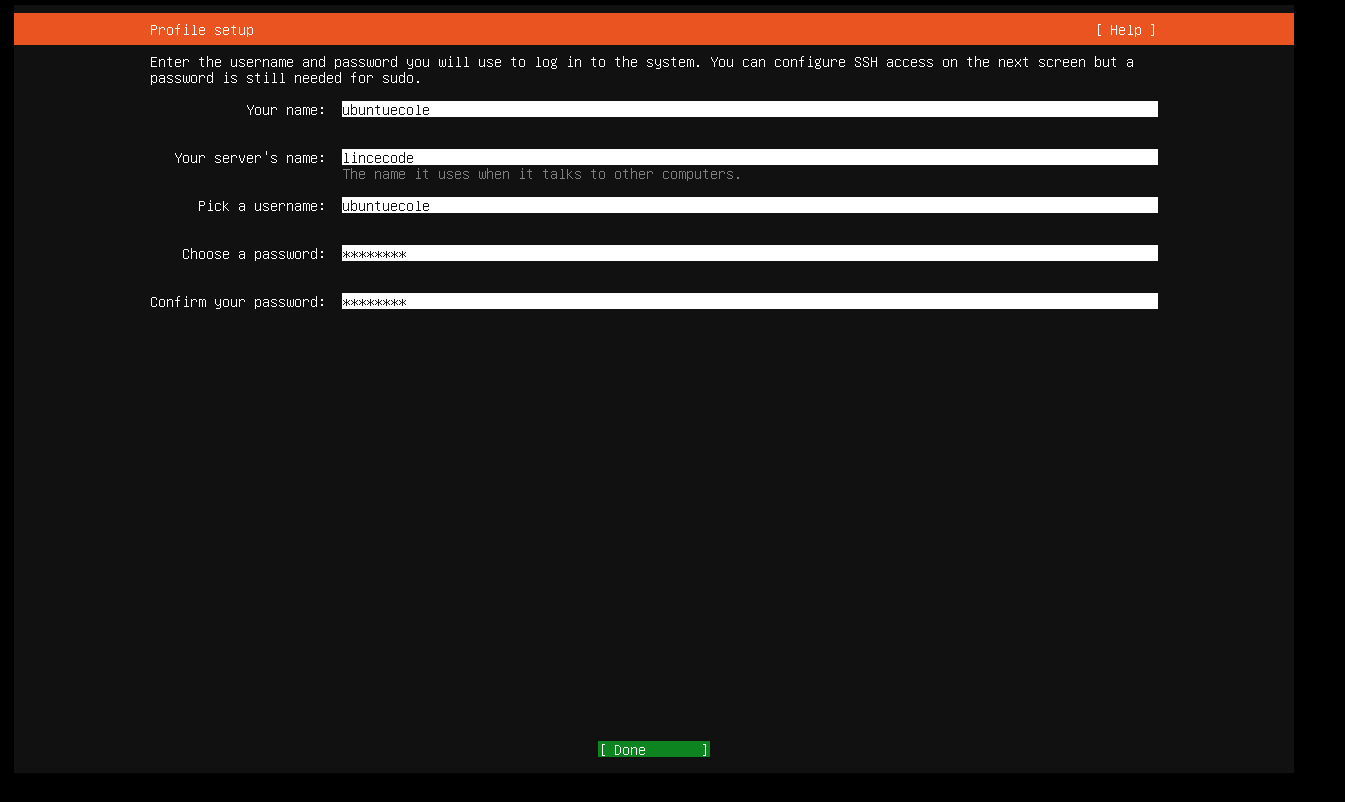 Profile setup [ Help ]
Enter the username and password you will use to log in to the system. You can configure SSH access on the next screen but a
password is still needed for sudo.
Your name: ubuntuecole
Your server's name: lincecode
The name it uses when it talks to other computers.
Pick a username: ubuntuecole
Choose a password: ********
Confirm your password: ********
[ Done ]